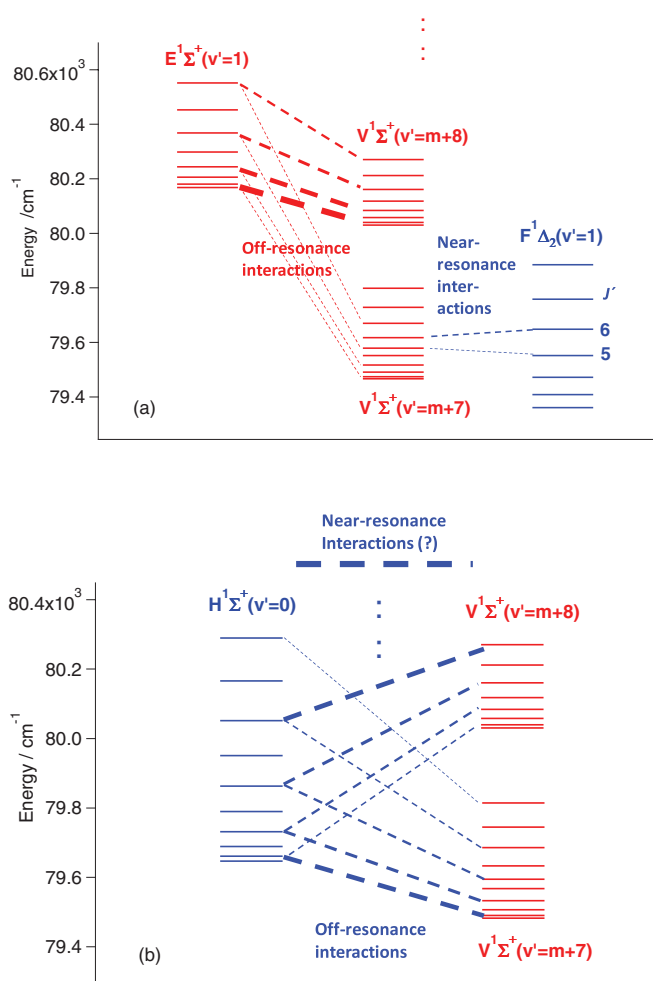 E¹Σ⁺(v'=1)
80.6x10³
80.4
V¹Σ⁺(v'=m+8)
80.2
Energy /cm⁻¹
80.0
Off-resonance
interactions
Near-
resonance
inter-
actions
F¹Δ₂(v'=1)
79.8
J´
6
79.6
5
79.4
(a)
V¹Σ⁺(v'=m+7)
Near-resonance
Interactions (?)
80.4x10³
H¹Σ⁺(v'=0)
V¹Σ⁺(v'=m+8)
80.2
80.0
Energy / cm⁻¹
79.8
79.6
Off-resonance
interactions
79.4
(b)
V¹Σ⁺(v'=m+7)